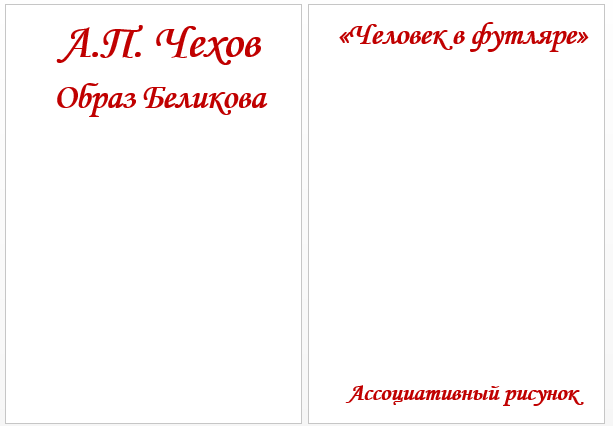 А.П. Чехов
Образ Беликова
«Человек в футляре»
Ассоциативный рисунок